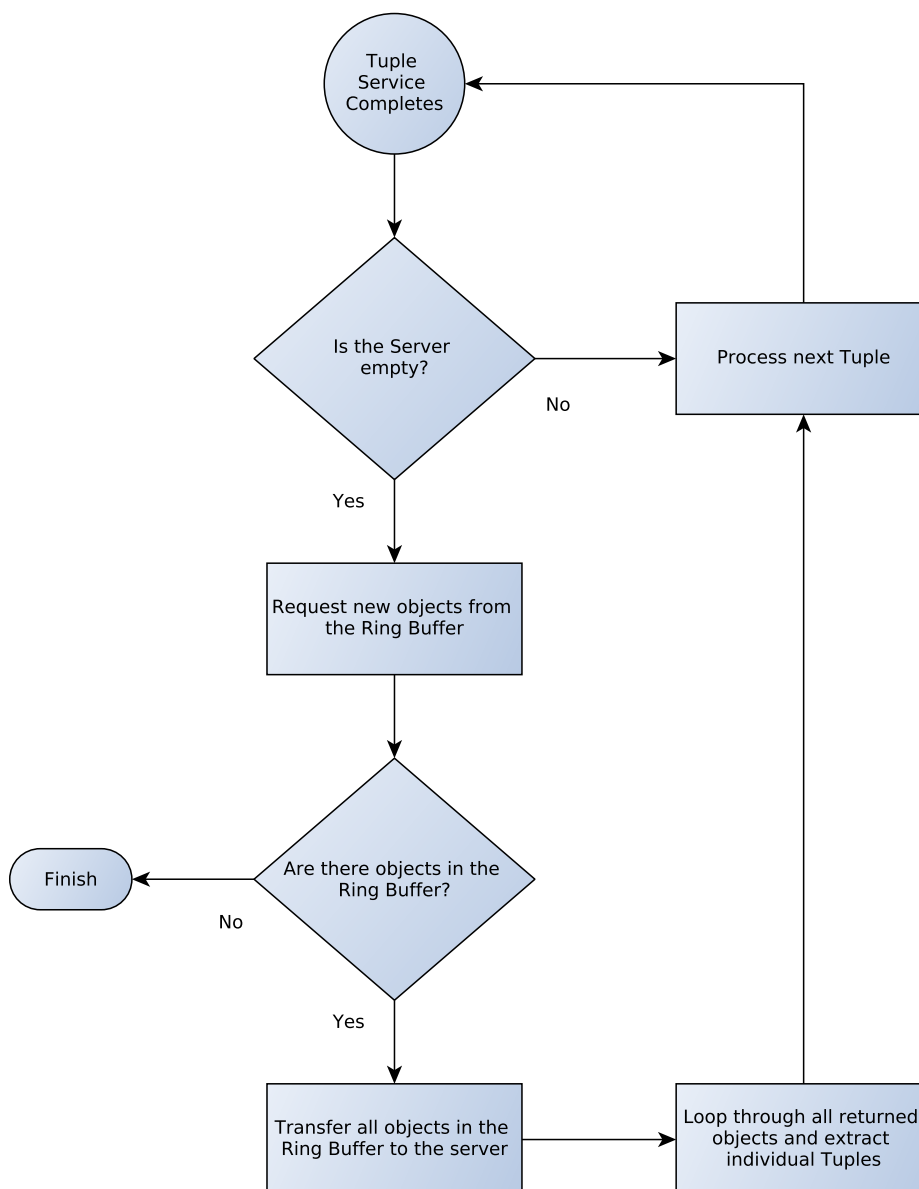 Tuple
Service
Completes
Is the Server
empty?
Process next Tuple
No
Yes
Request new objects from
the Ring Buffer
Are there objects in the
Ring Buffer?
Finish
No
Yes
Transfer all objects in the
Ring Buffer to the server
Loop through all returned
objects and extract
individual Tuples